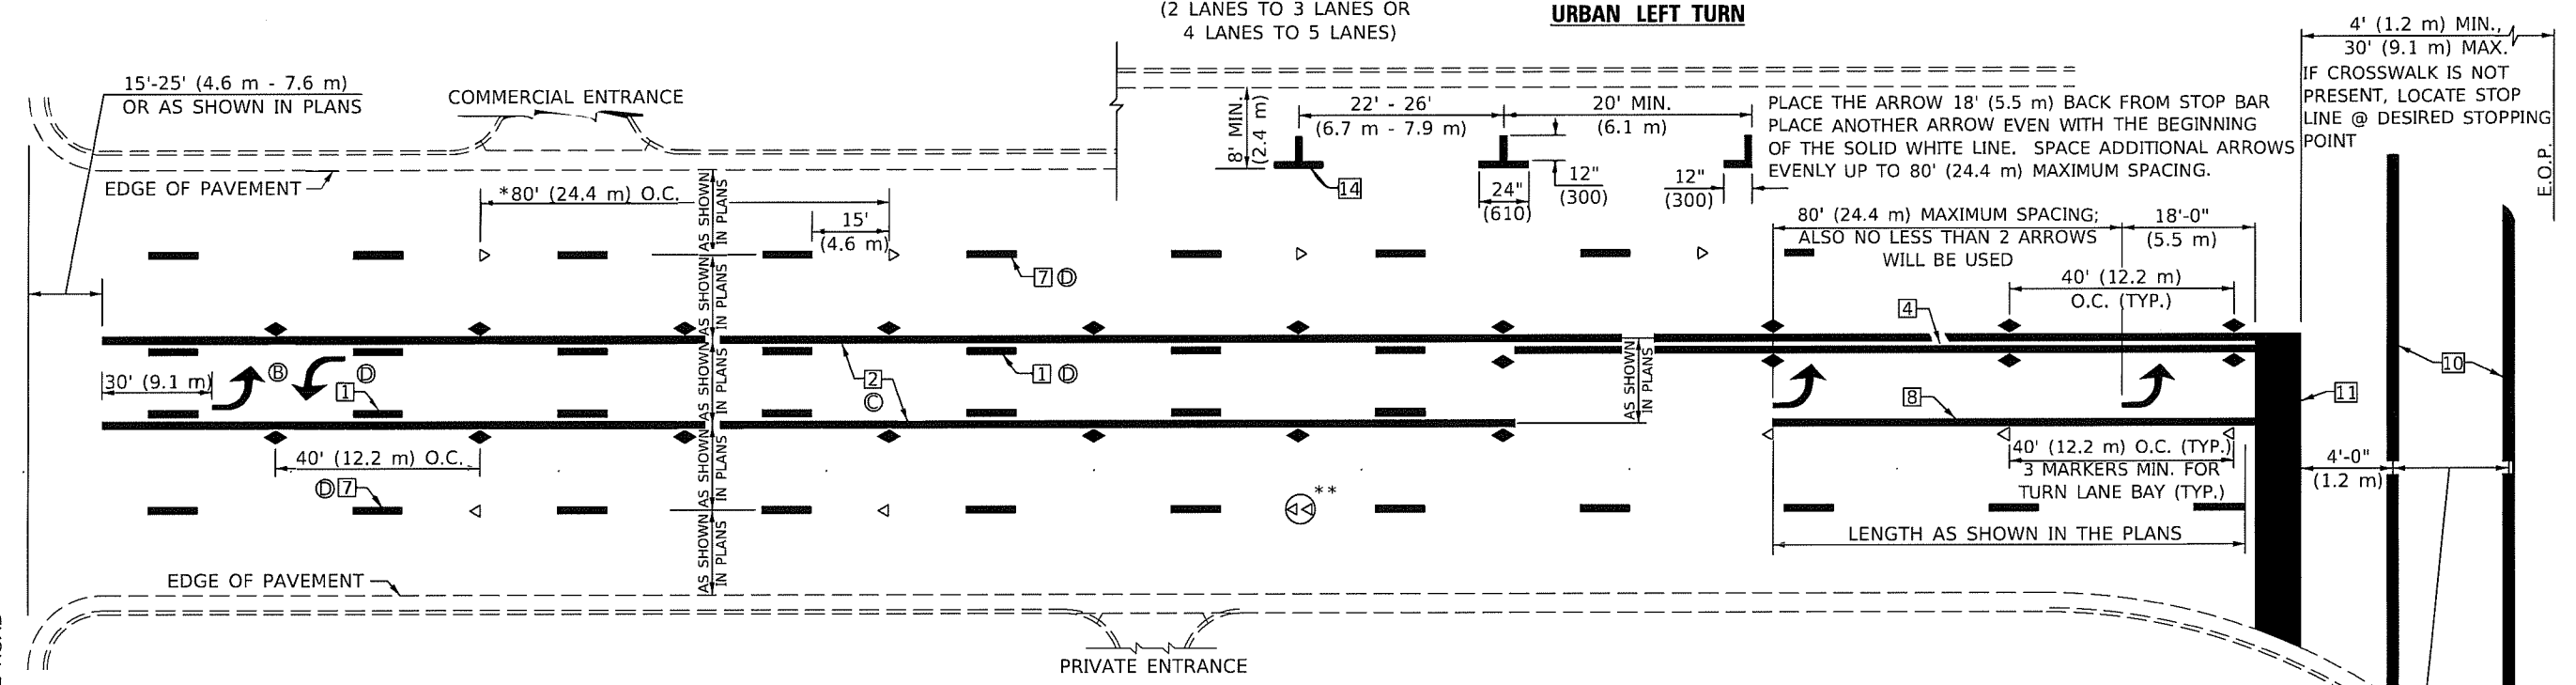 (2 LANES TO 3 LANES OR
4 LANES TO 5 LANES)
URBAN LEFT TURN
4' (1.2 m) MIN.,
30' (9.1 m) MAX.
IF CROSSWALK IS NOT
PRESENT, LOCATE STOP
LINE @ DESIRED STOPPING
POINT
E.O.P.
15'-25' (4.6 m - 7.6 m)
OR AS SHOWN IN PLANS
COMMERCIAL ENTRANCE
8' MIN.
(2.4 m)
22' - 26'
(6.7 m - 7.9 m)
20' MIN.
(6.1 m)
PLACE THE ARROW 18' (5.5 m) BACK FROM STOP BAR
PLACE ANOTHER ARROW EVEN WITH THE BEGINNING
OF THE SOLID WHITE LINE. SPACE ADDITIONAL ARROWS
EVENLY UP TO 80' (24.4 m) MAXIMUM SPACING.
EDGE OF PAVEMENT
*80' (24.4 m) O.C.
15'
(4.6 m)
14
24"
(610)
12"
(300)
12"
(300)
80' (24.4 m) MAXIMUM SPACING;
ALSO NO LESS THAN 2 ARROWS
WILL BE USED
18'-0"
(5.5 m)
7 D
40' (12.2 m)
O.C. (TYP.)
4
AS SHOWN
IN PLANS
AS SHOWN
IN PLANS
AS SHOWN
IN PLANS
AS SHOWN
IN PLANS
AS SHOWN
IN PLANS
AS SHOWN
IN PLANS
30' (9.1 m)
B
D
1
2
C
1 D
8
11
10
40' (12.2 m) O.C.
D 7
**
40' (12.2 m) O.C. (TYP.)
3 MARKERS MIN. FOR
TURN LANE BAY (TYP.)
4'-0"
(1.2 m)
LENGTH AS SHOWN IN THE PLANS
EDGE OF PAVEMENT
PRIVATE ENTRANCE